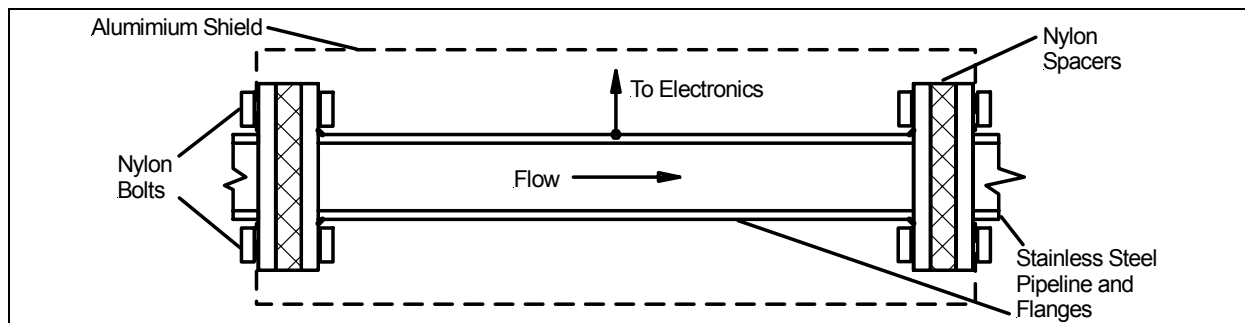 Alumimium Shield
Nylon
Spacers
To Electronics
Nylon
Bolts
Flow
Stainless Steel
Pipeline and
Flanges